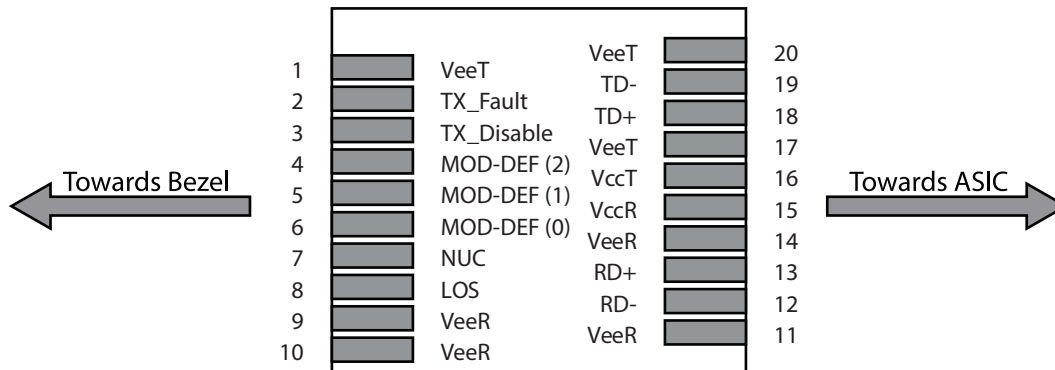 Towards Bezel
1 VeeT
2 TX_Fault
3 TX_Disable
4 MOD-DEF (2)
5 MOD-DEF (1)
6 MOD-DEF (0)
7 NUC
8 LOS
9 VeeR
10 VeeR
VeeT 20
TD- 19
TD+ 18
VeeT 17
VccT 16
VccR 15
VeeR 14
RD+ 13
RD- 12
VeeR 11
Towards ASIC